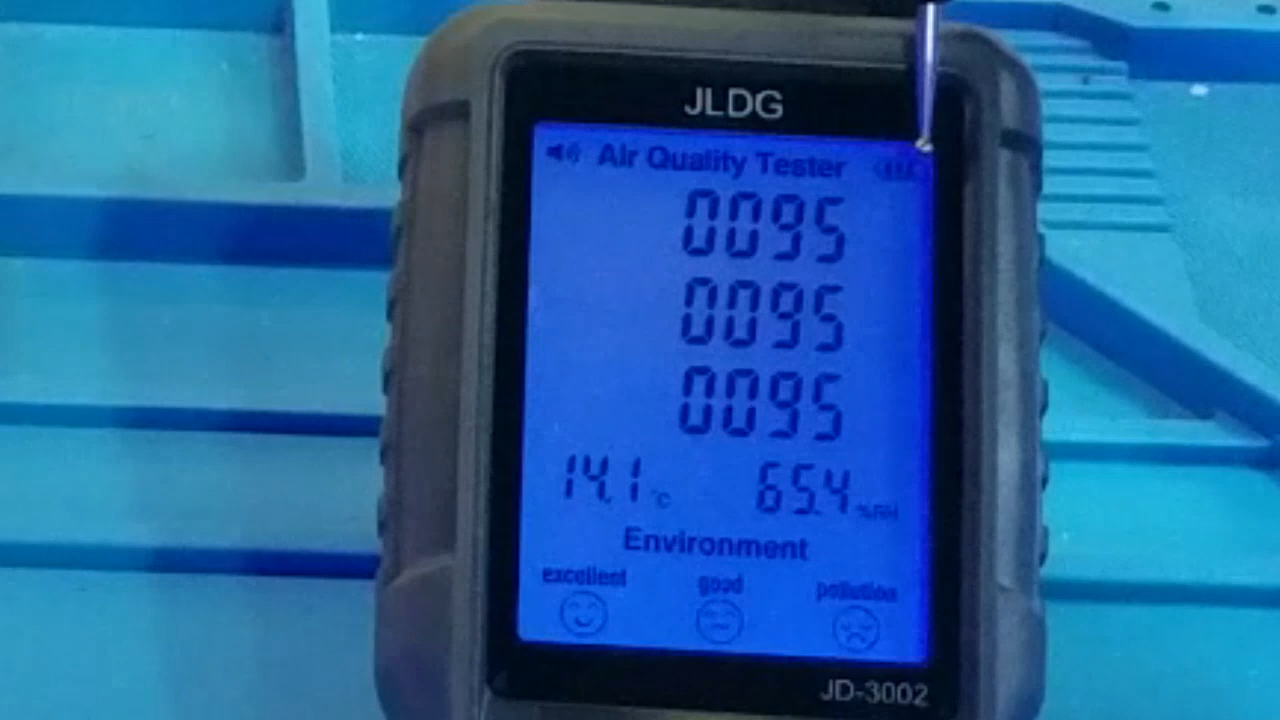 JLDG
Air Quality Tester
0095
0095
0095
14.1 °C 65.4 %RH
Environment
excellent good pollution
JD-3002